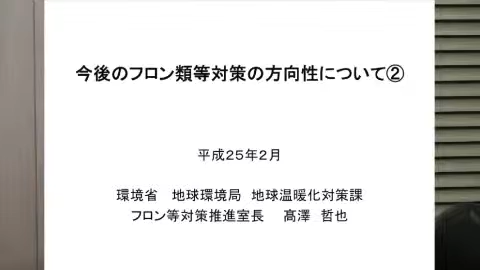 今後のフロン類等対策の方向性について②
平成25年2月
環境省 地球環境局 地球温暖化対策課
フロン等対策推進室長 髙澤 哲也